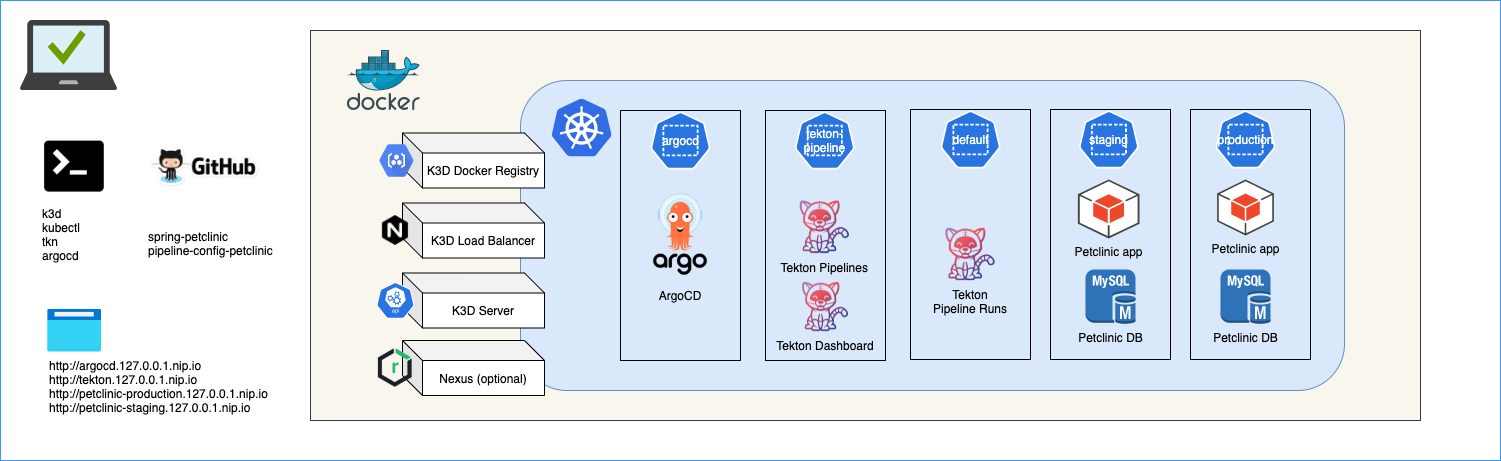 GitHub
k3d
kubectl
tkn
argocd
spring-petclinic
pipeline-config-petclinic
http://argocd.127.0.0.1.nip.io
http://tekton.127.0.0.1.nip.io
http://petclinic-production.127.0.0.1.nip.io
http://petclinic-staging.127.0.0.1.nip.io
docker
K3D Docker Registry
N
K3D Load Balancer
api
K3D Server
r
Nexus (optional)
argocd
argo
ArgoCD
tekton-
pipeline
Tekton Pipelines
Tekton Dashboard
default
Tekton
Pipeline Runs
staging
Petclinic app
MySQL
M
Petclinic DB
production
Petclinic app
MySQL
M
Petclinic DB